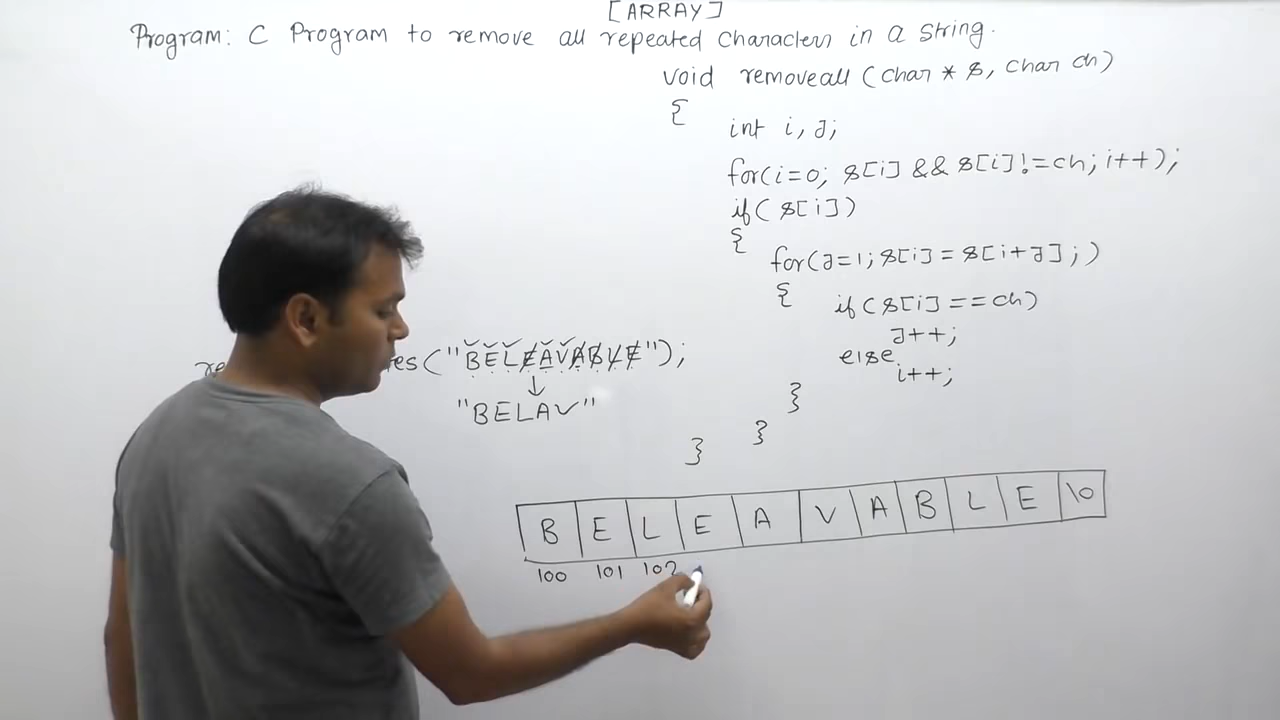 [ARRAY]
Program: C Program to remove all repeated characters in a string.
void removeall (char * s, char ch)
{
int i, J;
for(i=0; s[i] && s[i]!=ch; i++);
if( s[i])
{
for(J=1; s[i] = s[i+J];)
{ if(s[i]==ch)
J++;
else
i++;
}
}
}
es("BELEAVABLE");
↓
"BELAV"
B E L E A V A B L E \0
100 101 102